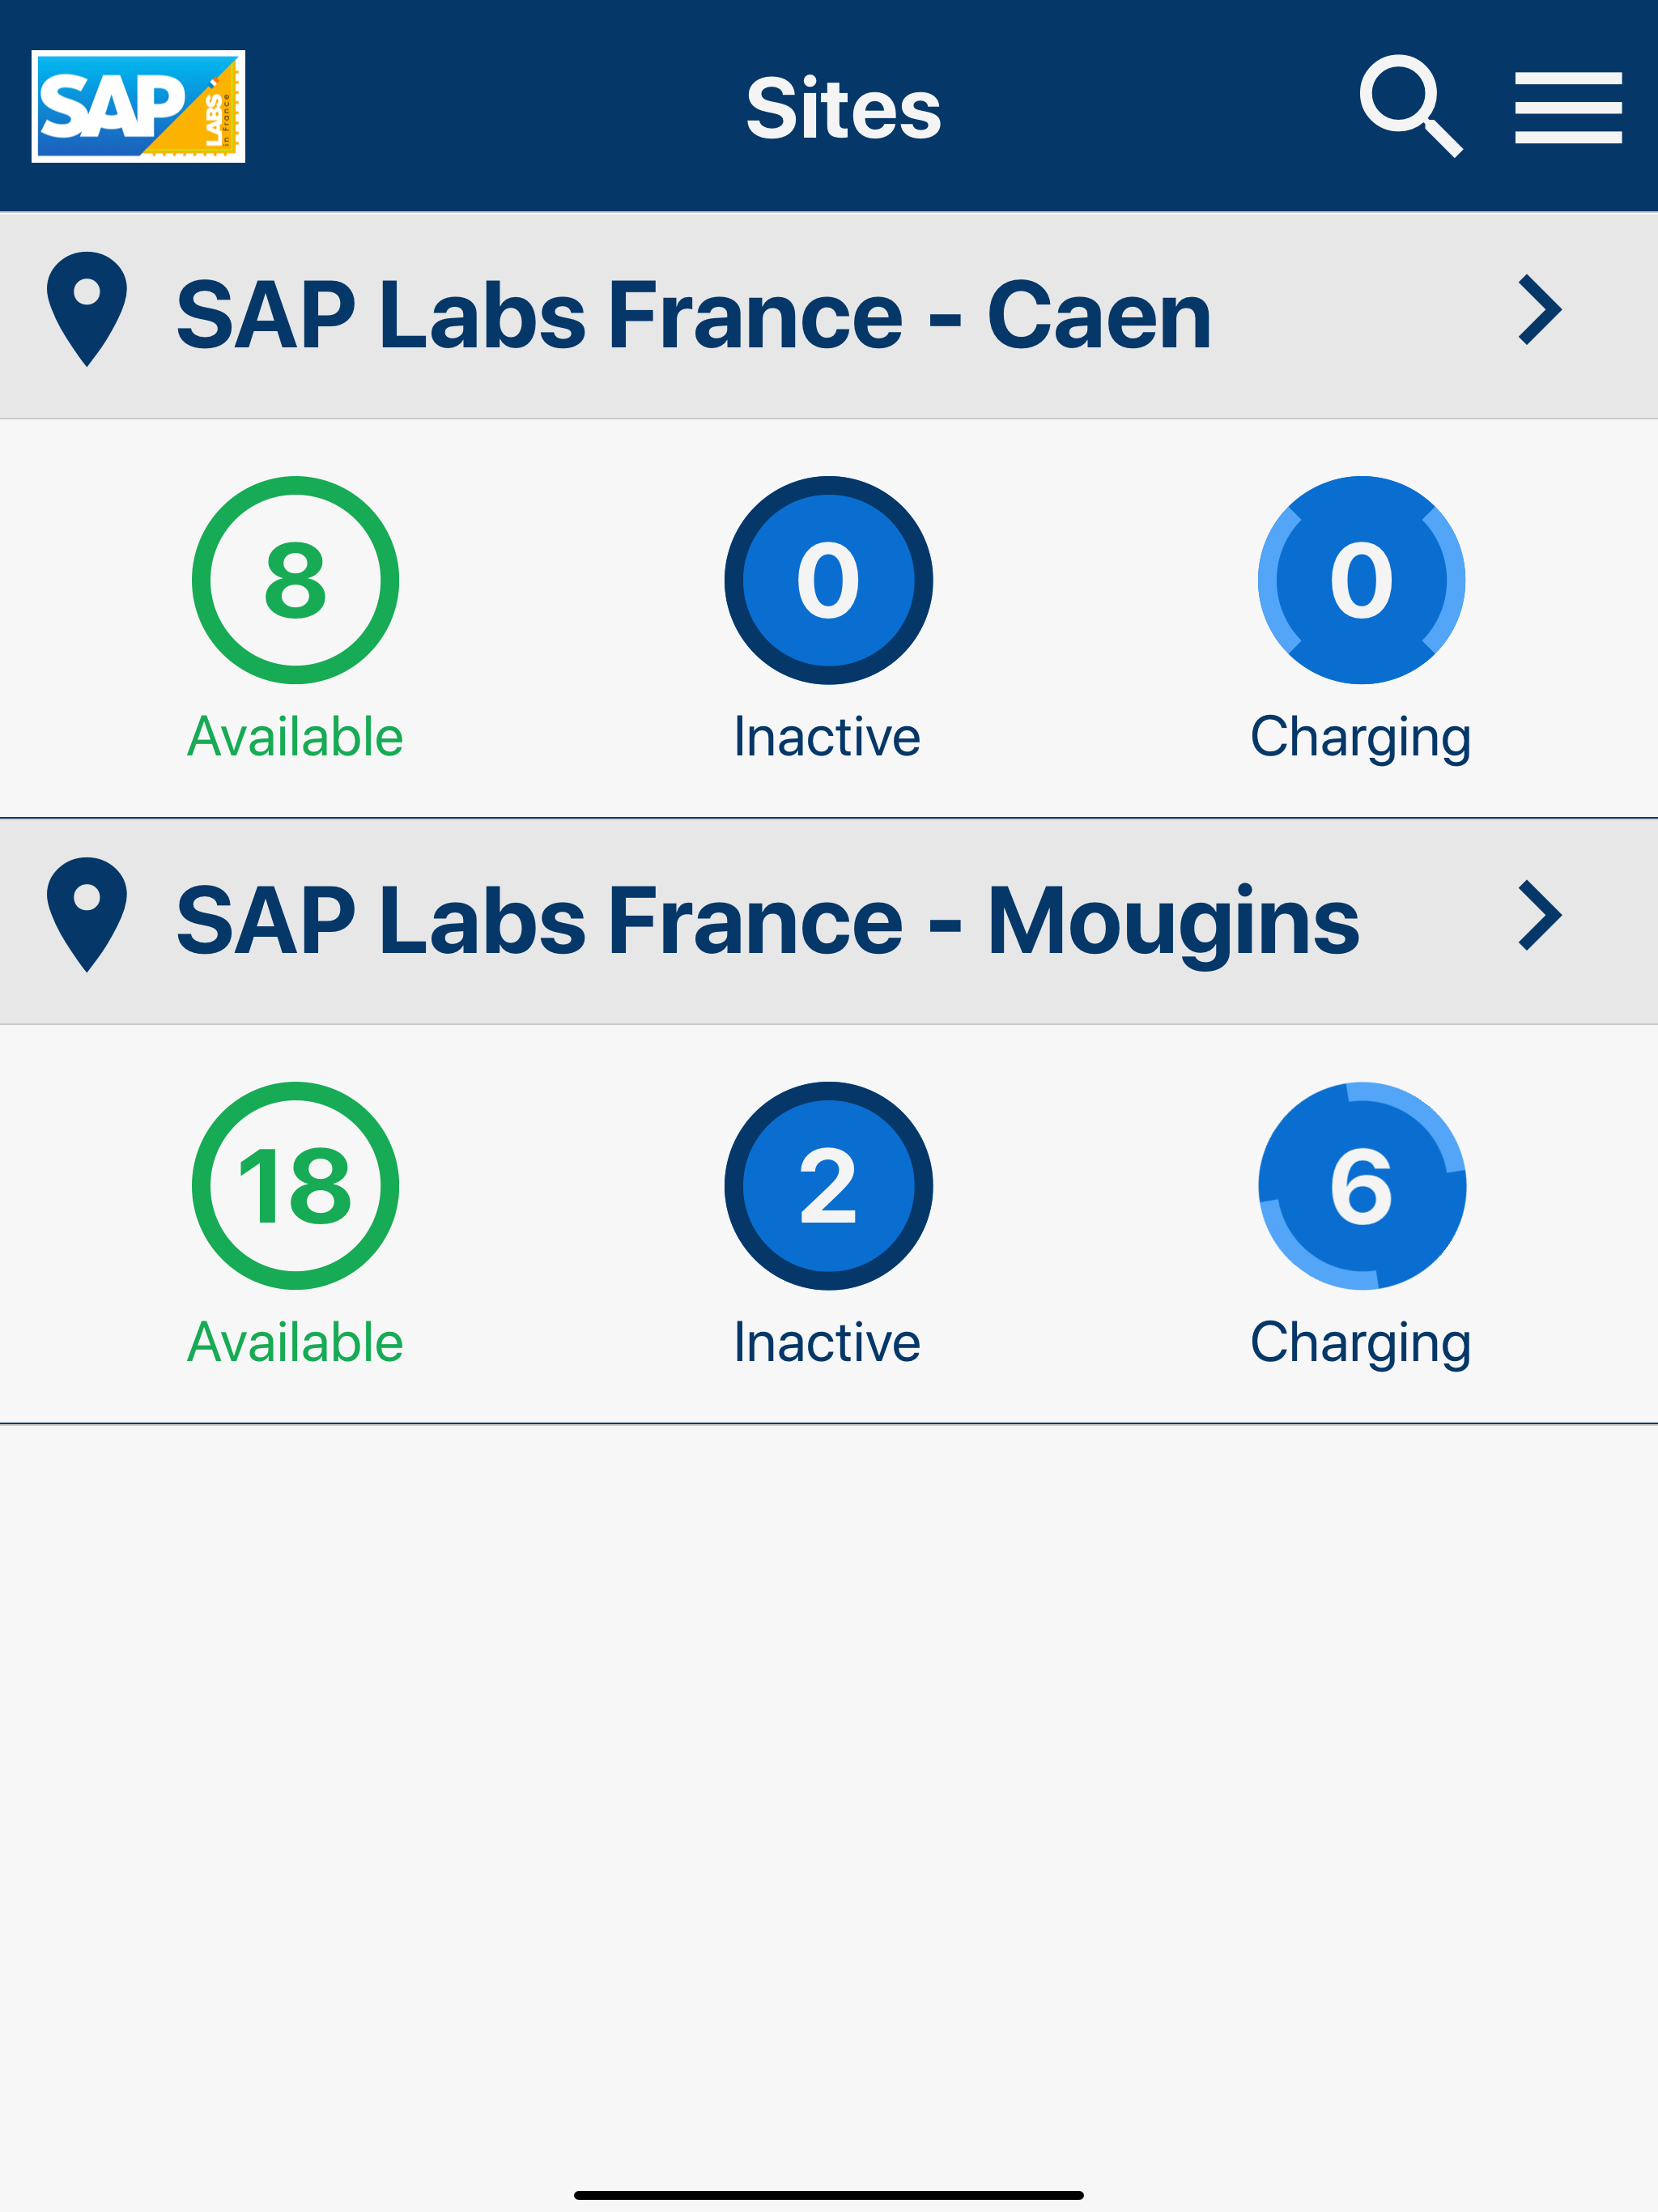 SAP
LABS
in France
Sites
SAP Labs France - Caen
8
0
0
Available
Inactive
Charging
SAP Labs France - Mougins
18
2
6
Available
Inactive
Charging